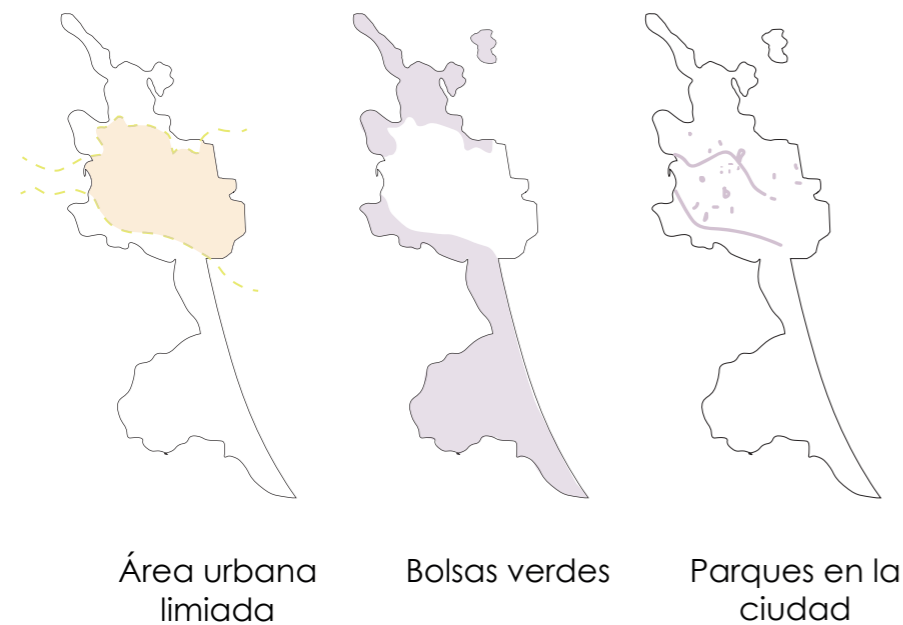 Área urbana
limiada
Bolsas verdes
Parques en la
ciudad